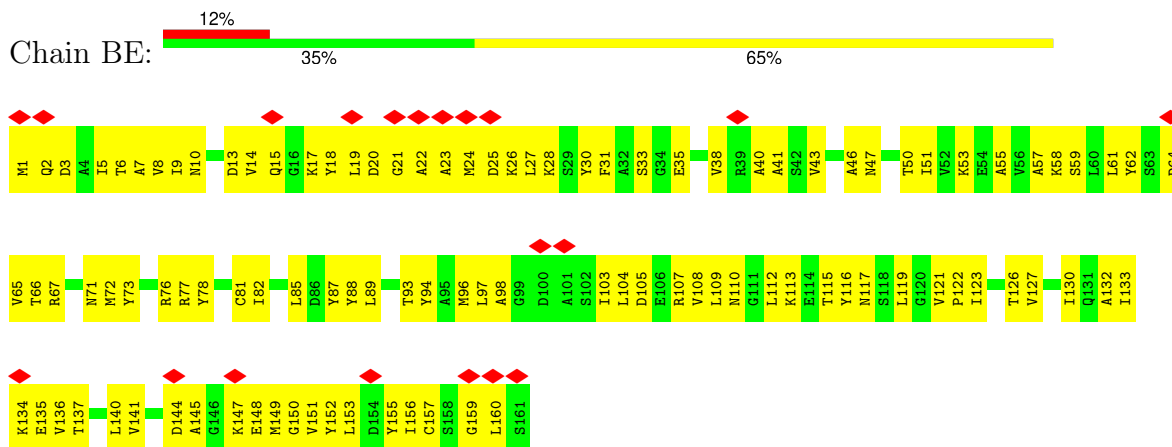 12%
Chain BE:
35% 65%
M1 Q2 D3 A4 I5 T6 A7 V8 I9 N10 D13 V14 Q15 G16 K17 Y18 L19 D20 G21 A22 A23 M24 D25 K26 L27 K28 S29 Y30 F31 A32 S33 G34 E35 V38 R39 A40 A41 S42 V43 A46 N47 T50 I51 V52 K53 E54 A55 V56 A57 K58 S59 L60 L61 Y62 S63
V65 T66 R67 N71 M72 Y73 R76 R77 Y78 C81 I82 L85 D86 Y87 Y88 L89 T93 Y94 A95 M96 L97 A98 G99 D100 A101 S102 I103 L104 D105 E106 R107 V108 L109 N110 G111 L112 K113 E114 T115 Y116 N117 S118 L119 G120 V121 P122 I123 T126 V127 I130 Q131 A132 I133
K134 E135 V136 T137 L140 V141 D144 A145 G146 K147 E148 M149 G150 V151 Y152 L153 D154 Y155 I156 C157 S158 G159 L160 S161